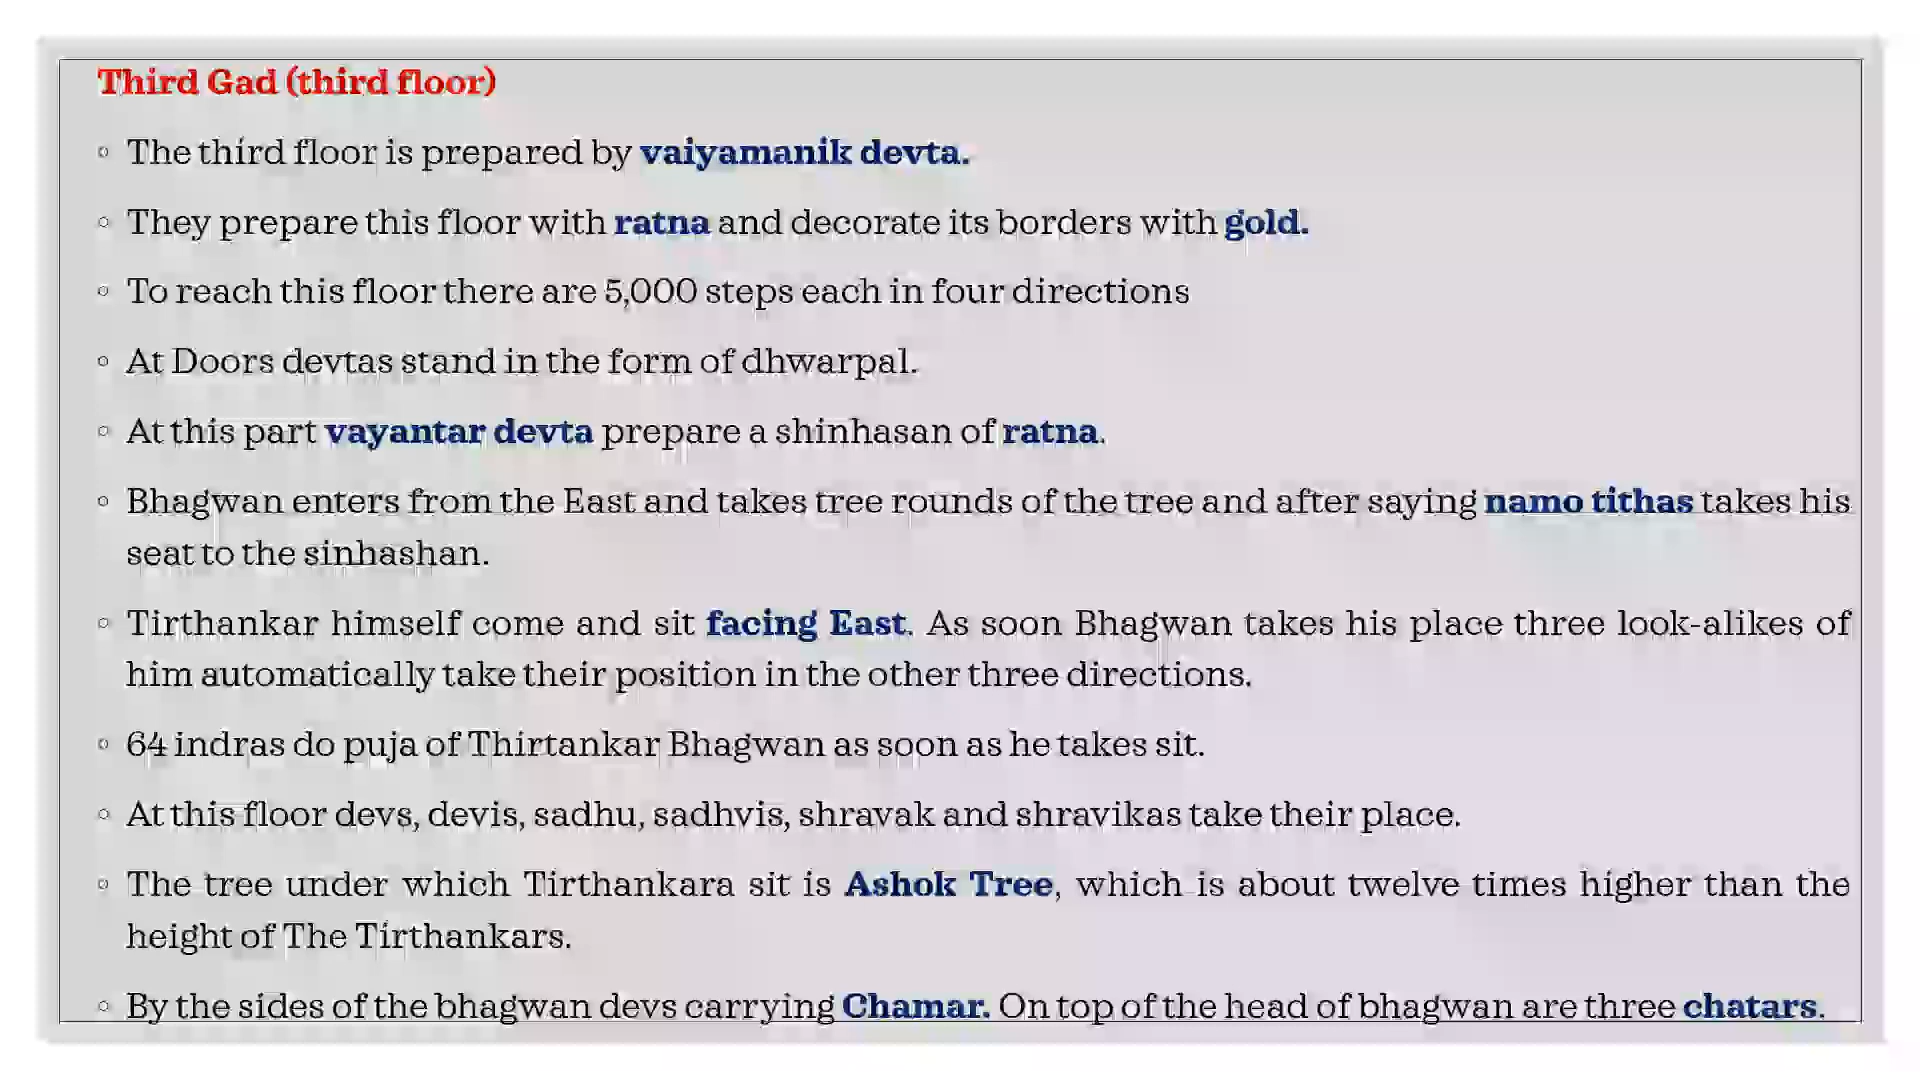 Third Gad (third floor)
The third floor is prepared by vaiyamanik devta.
They prepare this floor with ratna and decorate its borders with gold.
To reach this floor there are 5,000 steps each in four directions
At Doors devtas stand in the form of dhwarpal.
At this part vayantar devta prepare a shinhasan of ratna.
Bhagwan enters from the East and takes tree rounds of the tree and after saying namo tithas takes his
seat to the sinhashan.
Tirthankar himself come and sit facing East. As soon Bhagwan takes his place three look-alikes of
him automatically take their position in the other three directions.
64 indras do puja of Thirtankar Bhagwan as soon as he takes sit.
At this floor devs, devis, sadhu, sadhvis, shravak and shravikas take their place.
The tree under which Tirthankara sit is Ashok Tree, which is about twelve times higher than the
height of The Tirthankars.
By the sides of the bhagwan devs carrying Chamar. On top of the head of bhagwan are three chatars.